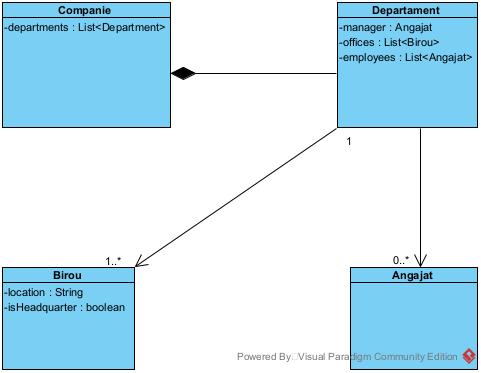 Companie
-departments : List<Department>
Departament
-manager : Angajat
-offices : List<Birou>
-employees : List<Angajat>
1
1..*
0..*
Birou
-location : String
-isHeadquarter : boolean
Angajat
Powered By Visual Paradigm Community Edition